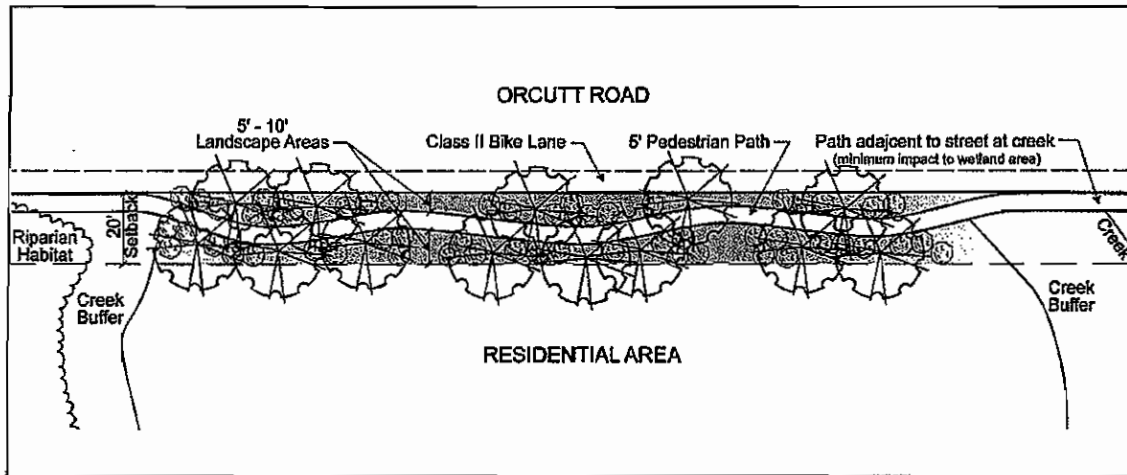 ORCUTT ROAD
5' - 10'
Landscape Areas
Class II Bike Lane
5' Pedestrian Path
Path adajcent to street at creek
(minimum impact to wetland area)
20'
Setback
Riparian
Habitat
Creek
Creek
Buffer
Creek
Buffer
RESIDENTIAL AREA